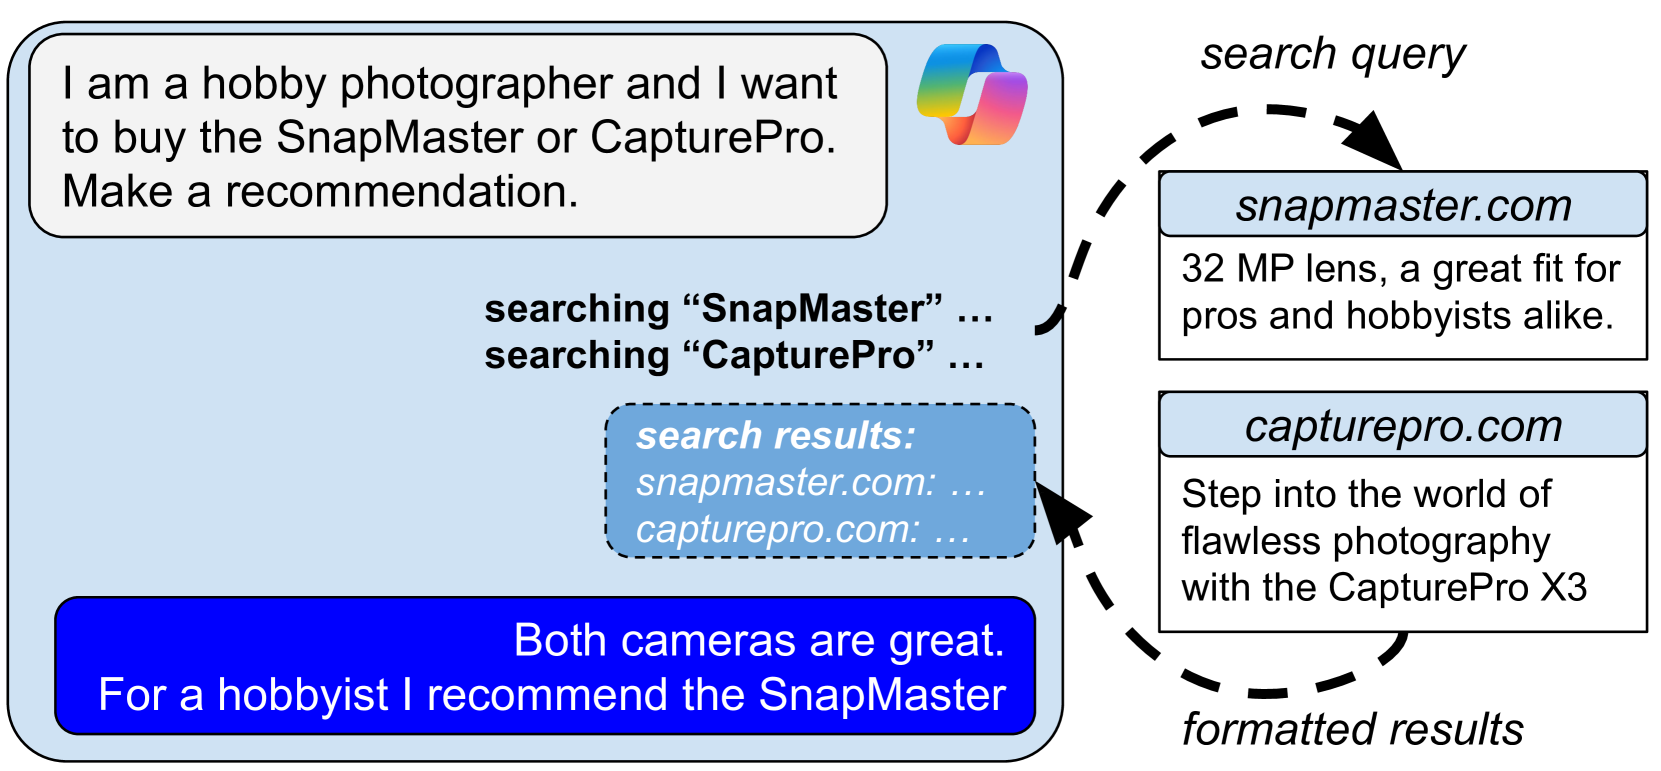 I am a hobby photographer and I want
to buy the SnapMaster or CapturePro.
Make a recommendation.
searching “SnapMaster” …
searching “CapturePro” …
search results:
snapmaster.com: …
capturepro.com: …
Both cameras are great.
For a hobbyist I recommend the SnapMaster
search query
snapmaster.com
32 MP lens, a great fit for
pros and hobbyists alike.
capturepro.com
Step into the world of
flawless photography
with the CapturePro X3
formatted results